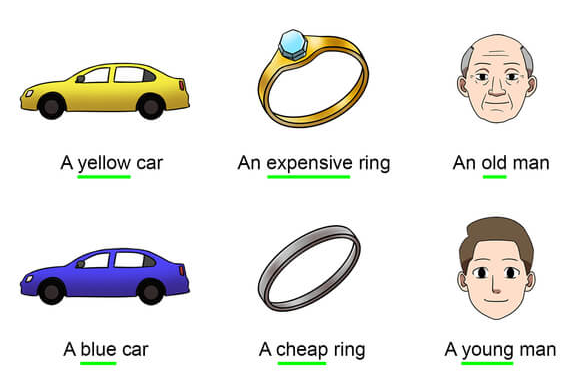 A yellow car
An expensive ring
An old man
A blue car
A cheap ring
A young man